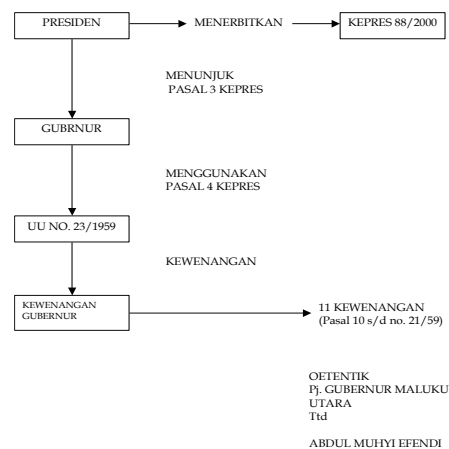 PRESIDEN MENERBITKAN KEPRES 88/2000
MENUNJUK
PASAL 3 KEPRES
GUBRNUR
MENGGUNAKAN
PASAL 4 KEPRES
UU NO. 23/1959
KEWENANGAN
KEWENANGAN
GUBERNUR
11 KEWENANGAN
(Pasal 10 s/d no. 21/59)
OETENTIK
Pj. GUBERNUR MALUKU
UTARA
Ttd
ABDUL MUHYI EFENDI